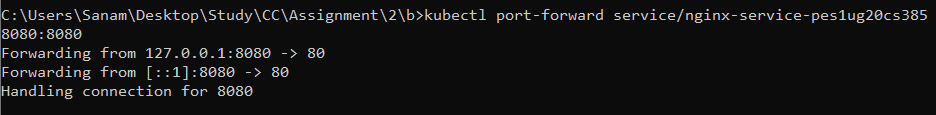 C:\Users\Sanam\Desktop\Study\CC\Assignment\2\b>kubectl port-forward service/nginx-service-pes1ug20cs385
8080:8080
Forwarding from 127.0.0.1:8080 -> 80
Forwarding from [::1]:8080 -> 80
Handling connection for 8080